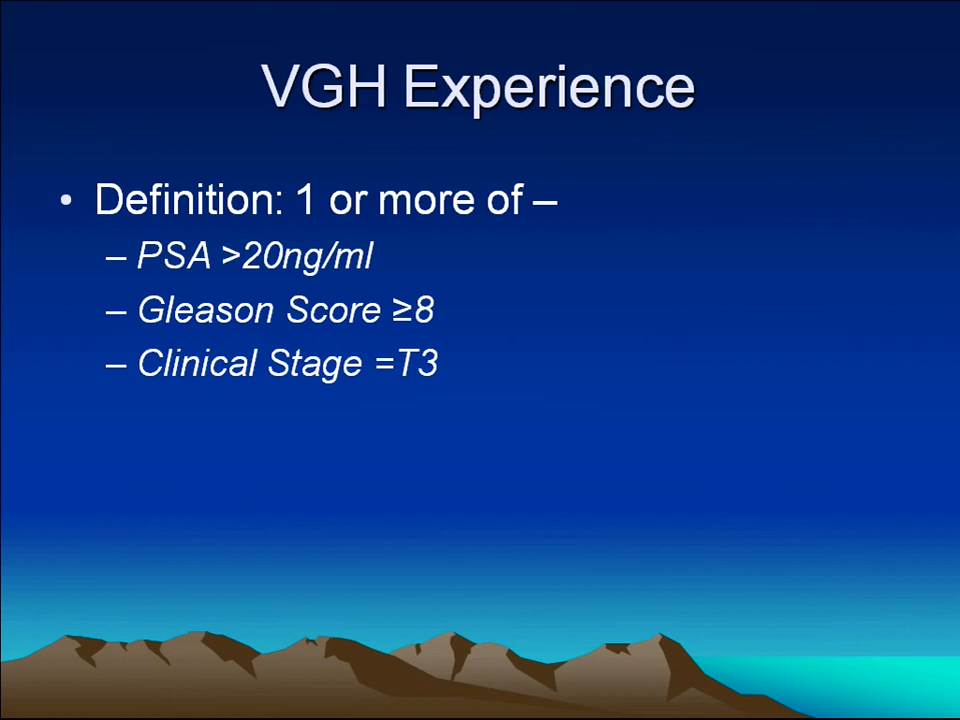 VGH Experience
• Definition: 1 or more of –
– PSA >20ng/ml
– Gleason Score ≥8
– Clinical Stage =T3